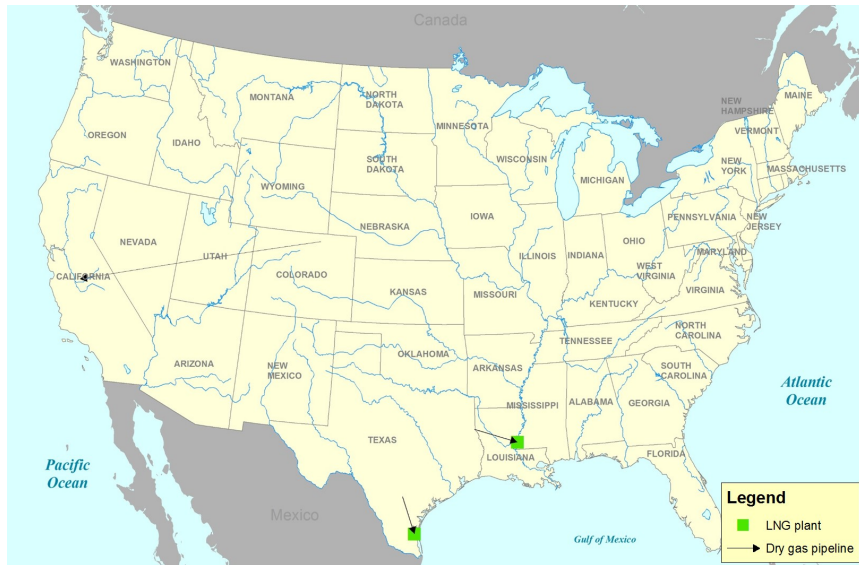 Canada
WASHINGTON
MONTANA
NORTH
DAKOTA
MINNESOTA
MAINE
NEW
HAMPSHIRE
VERMONT
OREGON
IDAHO
SOUTH
DAKOTA
WISCONSIN
MICHIGAN
NEW
YORK
MASSACHUSETTS
WYOMING
IOWA
PENNSYLVANIA
NEW
JERSEY
NEBRASKA
NEVADA
UTAH
ILLINOIS
INDIANA
OHIO
MARYLAND
CALIFORNIA
COLORADO
KANSAS
MISSOURI
WEST
VIRGINIA
VIRGINIA
KENTUCKY
NORTH
CAROLINA
TENNESSEE
ARIZONA
NEW
MEXICO
OKLAHOMA
ARKANSAS
SOUTH
CAROLINA
MISSISSIPPI
ALABAMA
GEORGIA
Atlantic
Ocean
TEXAS
LOUISIANA
FLORIDA
Pacific
Ocean
Mexico
Gulf of Mexico
Legend
LNG plant
Dry gas pipeline